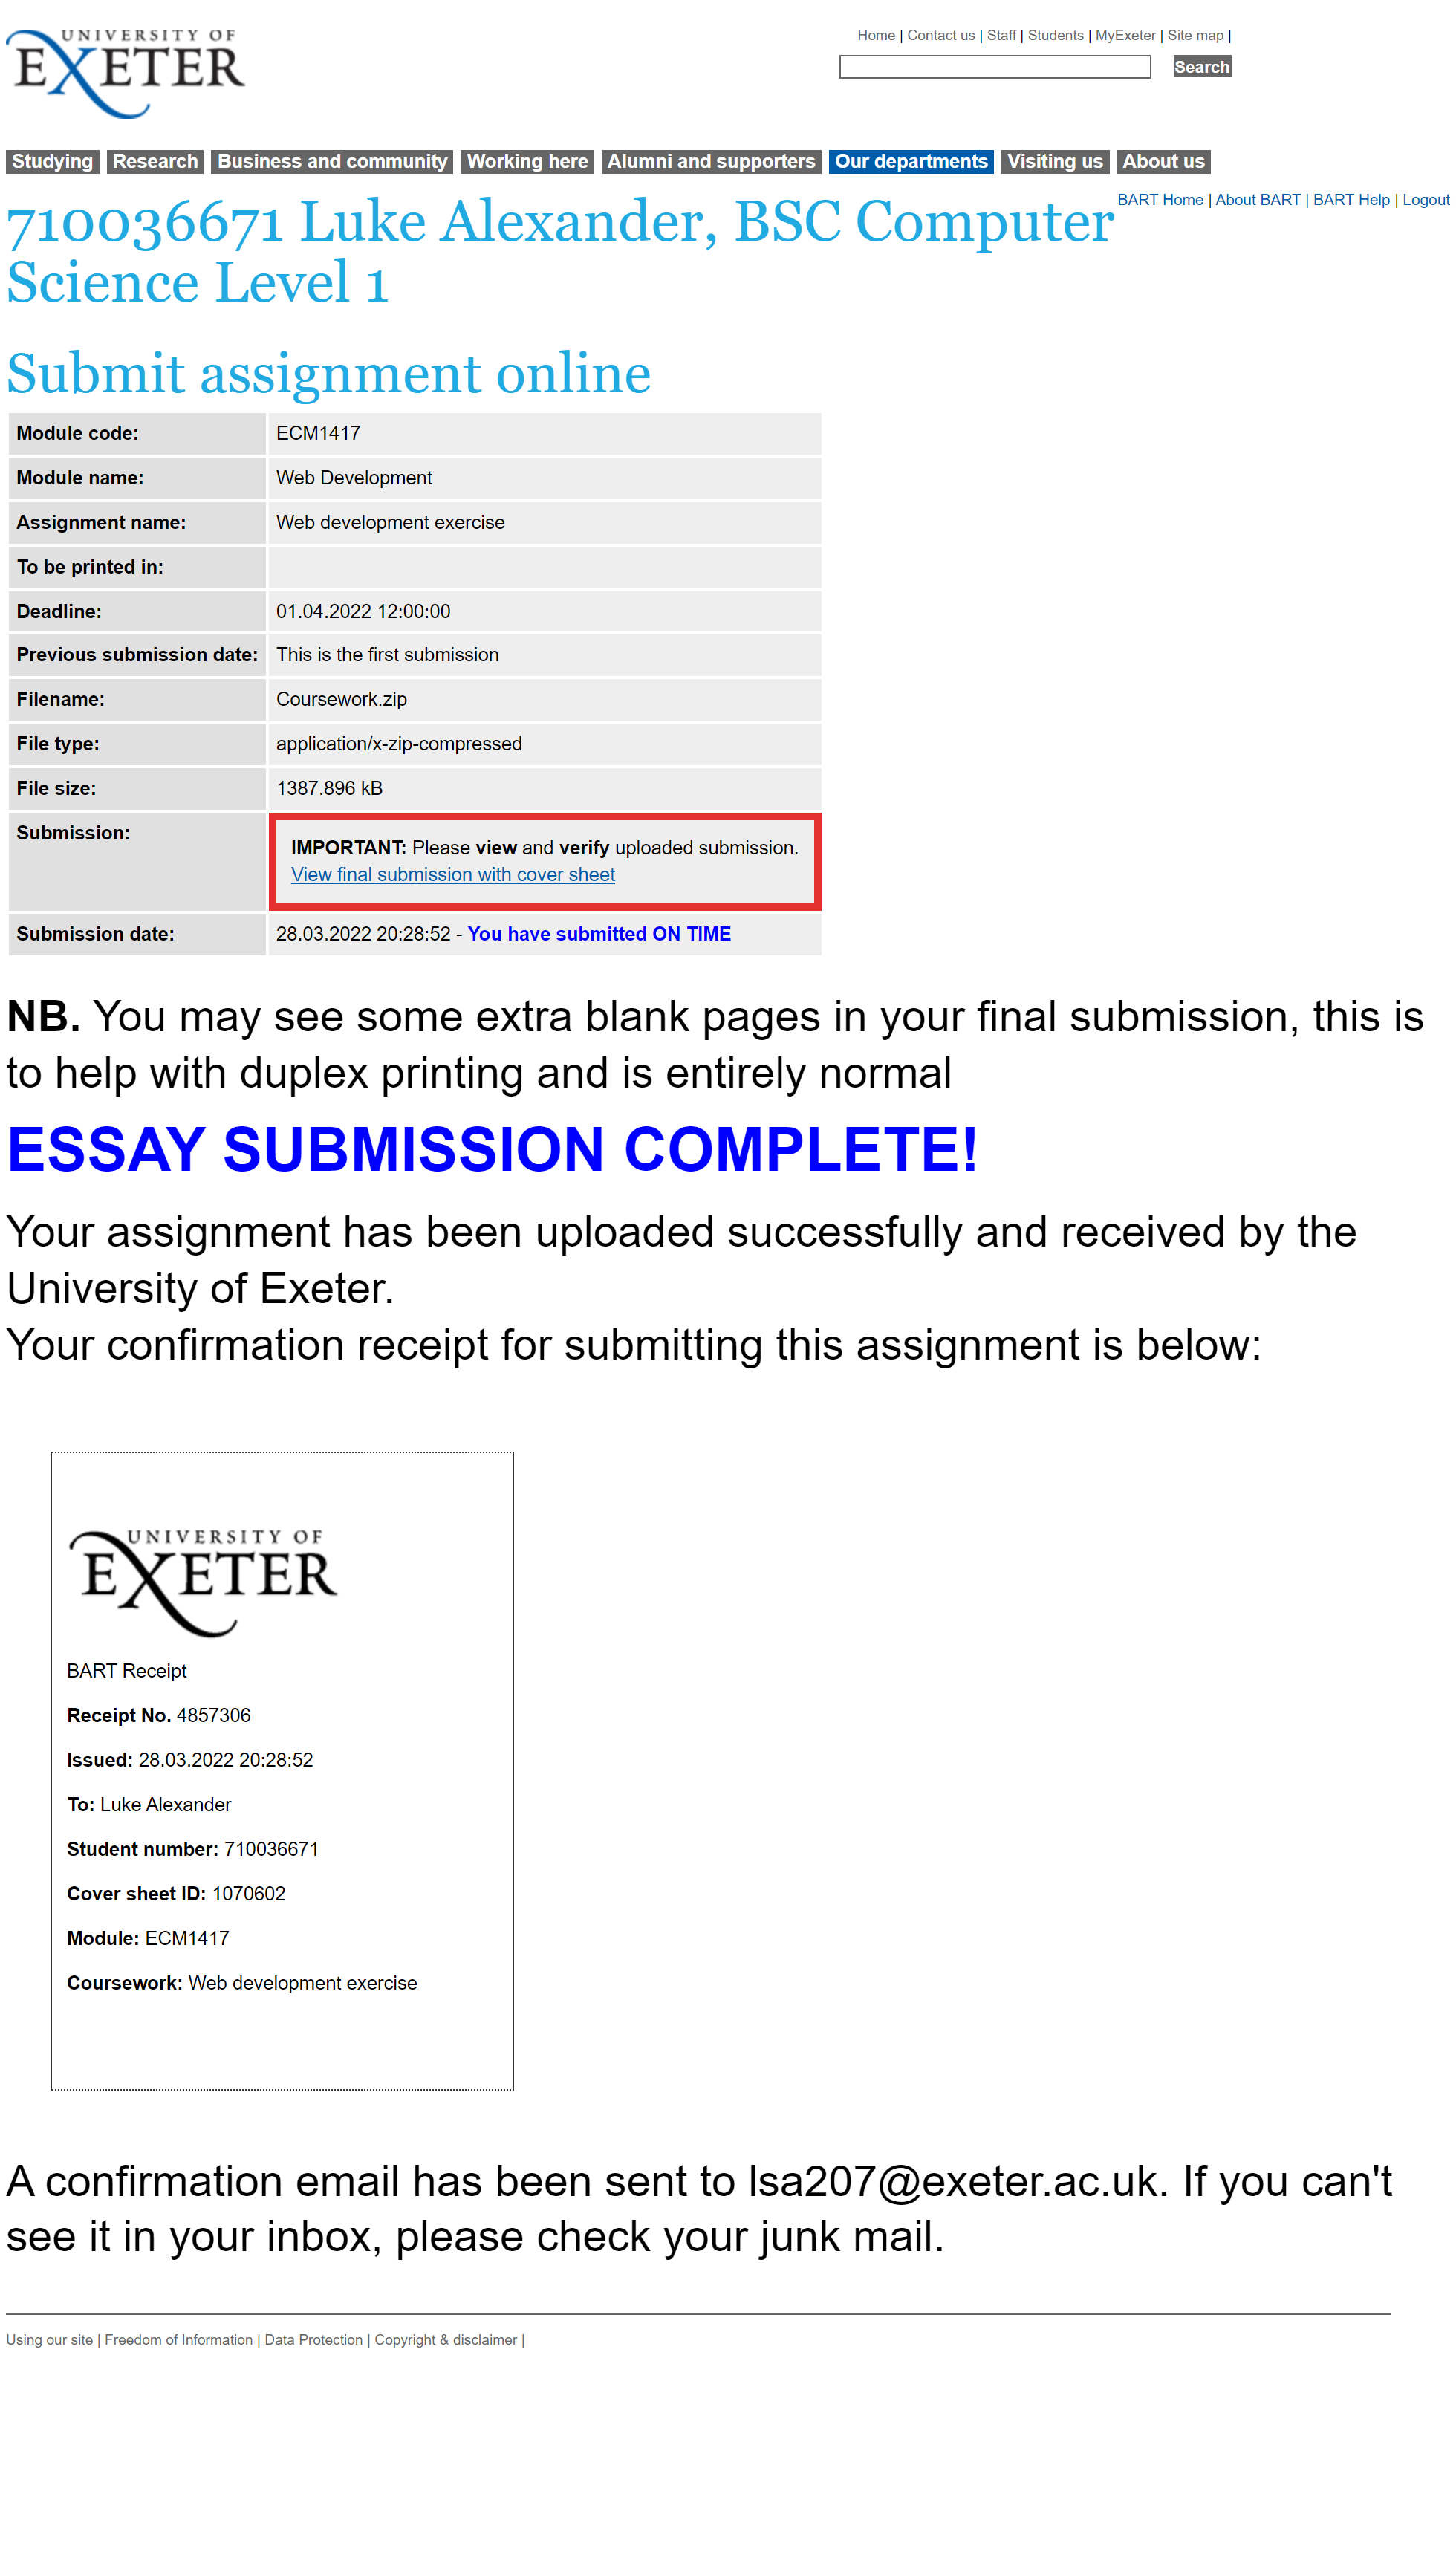 UNIVERSITY OF
EXETER
Home | Contact us | Staff | Students | MyExeter | Site map |
Search
Studying Research Business and community Working here Alumni and supporters Our departments Visiting us About us
BART Home | About BART | BART Help | Logout
710036671 Luke Alexander, BSC Computer
Science Level 1
Submit assignment online
Module code: ECM1417
Module name: Web Development
Assignment name: Web development exercise
To be printed in:
Deadline: 01.04.2022 12:00:00
Previous submission date: This is the first submission
Filename: Coursework.zip
File type: application/x-zip-compressed
File size: 1387.896 kB
Submission: IMPORTANT: Please view and verify uploaded submission.
View final submission with cover sheet
Submission date: 28.03.2022 20:28:52 - You have submitted ON TIME
NB. You may see some extra blank pages in your final submission, this is
to help with duplex printing and is entirely normal
ESSAY SUBMISSION COMPLETE!
Your assignment has been uploaded successfully and received by the
University of Exeter.
Your confirmation receipt for submitting this assignment is below:
UNIVERSITY OF
EXETER
BART Receipt
Receipt No. 4857306
Issued: 28.03.2022 20:28:52
To: Luke Alexander
Student number: 710036671
Cover sheet ID: 1070602
Module: ECM1417
Coursework: Web development exercise
A confirmation email has been sent to lsa207@exeter.ac.uk. If you can't
see it in your inbox, please check your junk mail.
Using our site | Freedom of Information | Data Protection | Copyright & disclaimer |